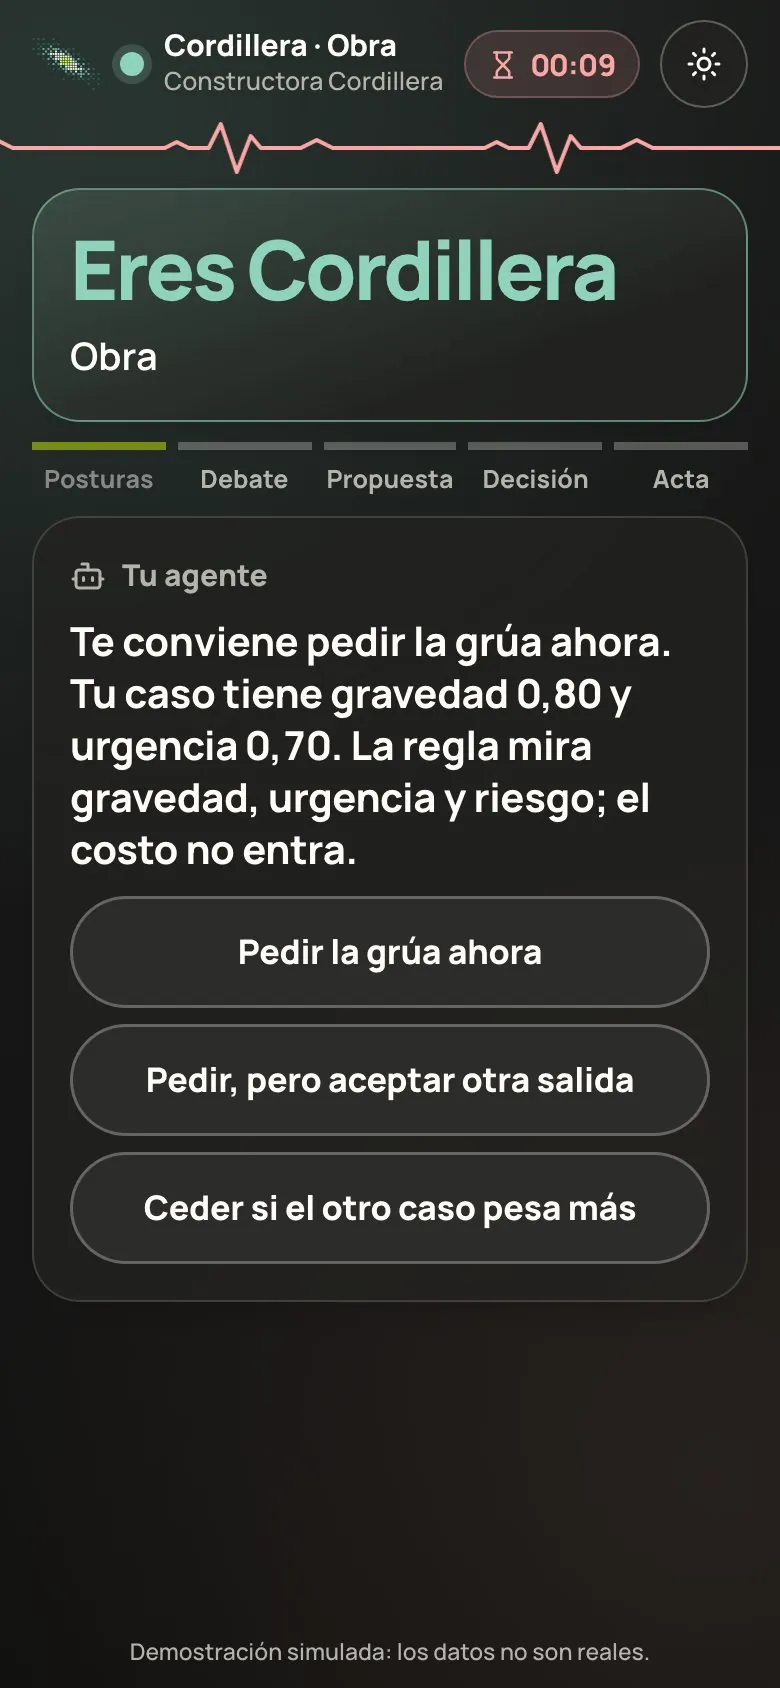 Cordillera · Obra
Constructora Cordillera
00:09
Eres Cordillera
Obra
Posturas
Debate
Propuesta
Decisión
Acta
Tu agente
Te conviene pedir la grúa ahora.
Tu caso tiene gravedad 0,80 y
urgencia 0,70. La regla mira
gravedad, urgencia y riesgo; el
costo no entra.
Pedir la grúa ahora
Pedir, pero aceptar otra salida
Ceder si el otro caso pesa más
Demostración simulada: los datos no son reales.